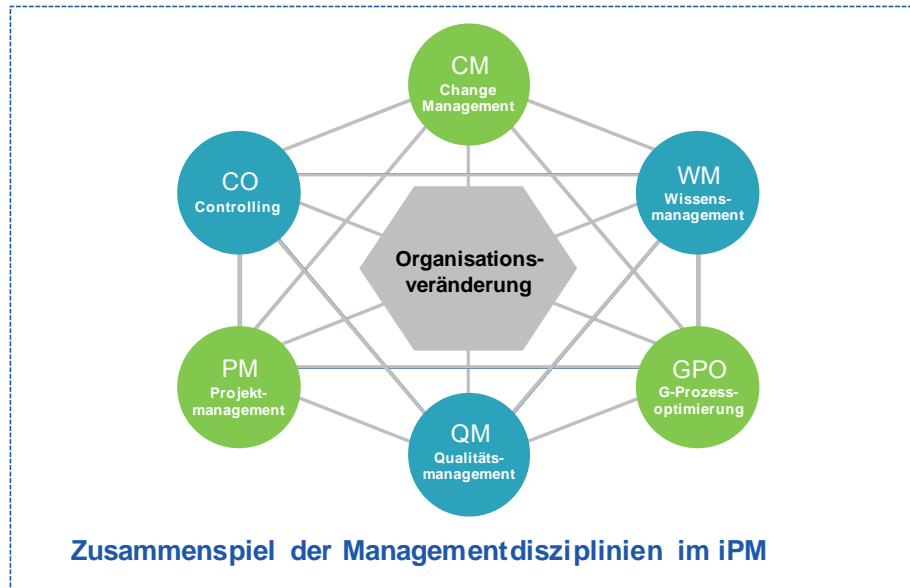 CM
Change
Management
CO
Controlling
WM
Wissens-
management
Organisations-
veränderung
PM
Projekt-
management
GPO
G-Prozess-
optimierung
QM
Qualitäts-
management
Zusammenspiel der Managementdisziplinen im iPM